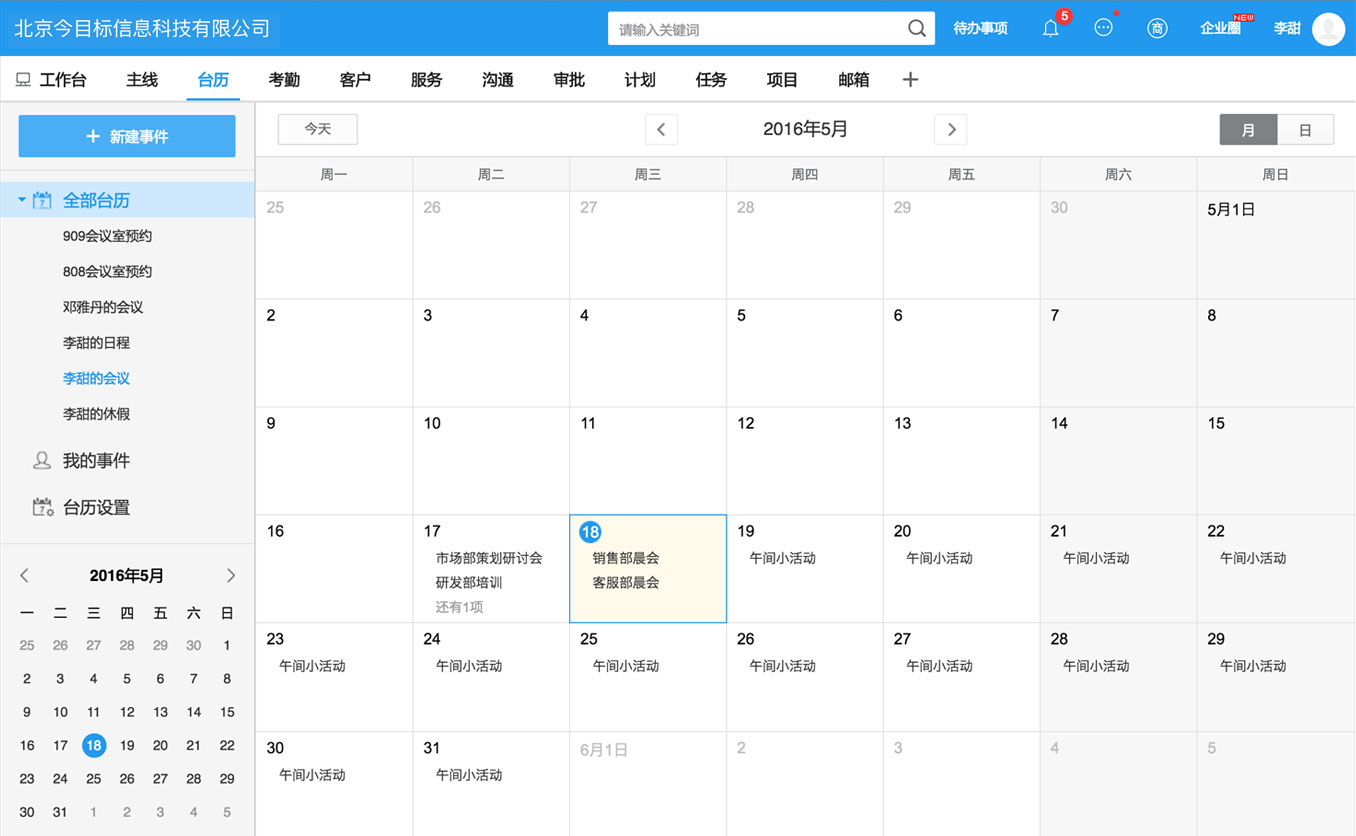 北京今目标信息科技有限公司
请输入关键词
待办事项
5
商
企业圈
NEW
李甜
工作台 主线 台历 考勤 客户 服务 沟通 审批 计划 任务 项目 邮箱 +
+ 新建事件
全部台历
909会议室预约
808会议室预约
邓雅丹的会议
李甜的日程
李甜的会议
李甜的休假
我的事件
台历设置
2016年5月
一 二 三 四 五 六 日
25 26 27 28 29 30 1
2 3 4 5 6 7 8
9 10 11 12 13 14 15
16 17 18 19 20 21 22
23 24 25 26 27 28 29
30 31 1 2 3 4 5
今天
2016年5月
月 日
周一 周二 周三 周四 周五 周六 周日
25 26 27 28 29 30 5月1日
2 3 4 5 6 7 8
9 10 11 12 13 14 15
16 17 18 19 20 21 22
市场部策划研讨会 销售部晨会 午间小活动 午间小活动 午间小活动 午间小活动
研发部培训 客服部晨会
还有1项
23 24 25 26 27 28 29
午间小活动 午间小活动 午间小活动 午间小活动 午间小活动 午间小活动 午间小活动
30 31 6月1日 2 3 4 5
午间小活动 午间小活动